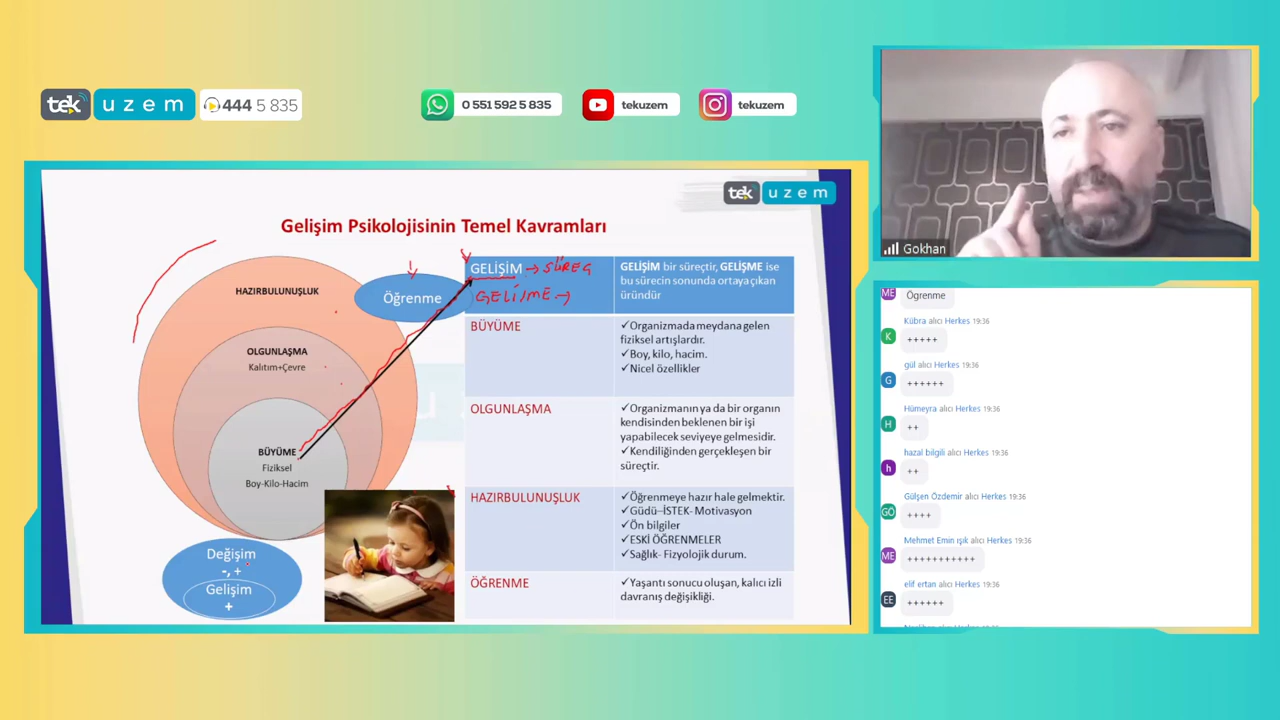 tek uzem 444 5 835
0 551 592 5 835
tekuzem
tekuzem
tek uzem
Gelişim Psikolojisinin Temel Kavramları
HAZIRBULUNUŞLUK
Öğrenme
OLGUNLAŞMA
Kalıtım+Çevre
BÜYÜME
Fiziksel
Boy-Kilo-Hacim
Değişim
-, +
Gelişim
+
GELİŞİM → SÜREÇ
GELİŞME →
GELİŞİM bir süreçtir, GELİŞME ise
bu sürecin sonunda ortaya çıkan
üründür
BÜYÜME
✓Organizmada meydana gelen
fiziksel artışlardır.
✓Boy, kilo, hacim.
✓Nicel özellikler
OLGUNLAŞMA
✓Organizmanın ya da bir organın
kendisinden beklenen bir işi
yapabilecek seviyeye gelmesidir.
✓Kendiliğinden gerçekleşen bir
süreçtir.
HAZIRBULUNUŞLUK
✓Öğrenmeye hazır hale gelmektir.
✓Güdü–İSTEK- Motivasyon
✓Ön bilgiler
✓ESKİ ÖĞRENMELER
✓Sağlık- Fizyolojik durum.
ÖĞRENME
✓Yaşantı sonucu oluşan, kalıcı izli
davranış değişikliği.
Gokhan
ME
Ögrenme
Kübra alıcı Herkes 19:36
K +++++
gül alıcı Herkes 19:36
G ++++++
Hümeyra alıcı Herkes 19:36
H ++
hazal bilgili alıcı Herkes 19:36
h ++
Gülşen Özdemir alıcı Herkes 19:36
GÖ ++++
Mehmet Emin ışık alıcı Herkes 19:36
ME +++++++++++
elif ertan alıcı Herkes 19:36
EE ++++++